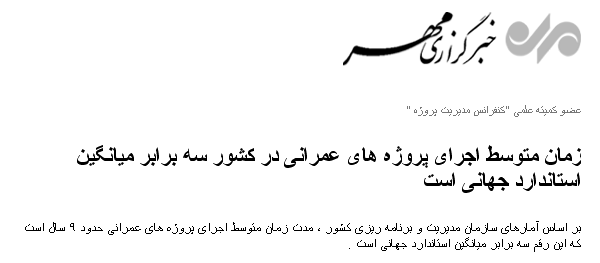 خبرگزاری مهر
عضو کمیته علمی "کنفرانس مدیریت پروژه "
زمان متوسط اجرای پروژه های عمرانی در کشور سه برابر میانگین
استاندارد جهانی است
بر اساس آمارهای سازمان مدیریت و برنامه ریزی کشور ، مدت زمان متوسط اجرای پروژه های عمرانی حدود ۹ سال است
که این رقم سه برابر میانگین استاندارد جهانی است .